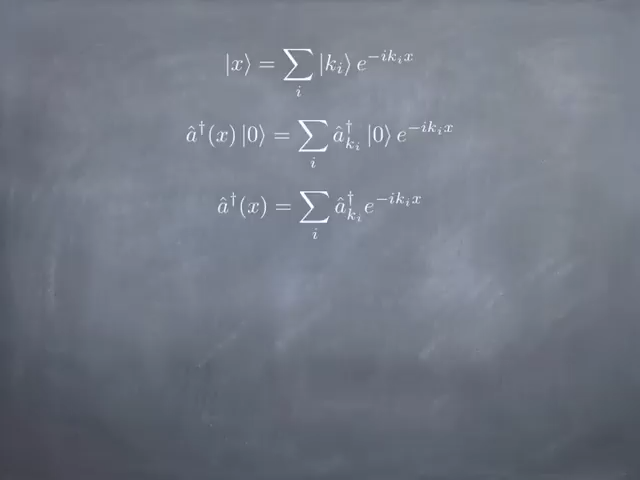 |x⟩ = ∑_i |k_i⟩ e^{-ik_i x}
â†(x) |0⟩ = ∑_i â†_{k_i} |0⟩ e^{-ik_i x}
â†(x) = ∑_i â†_{k_i} e^{-ik_i x}